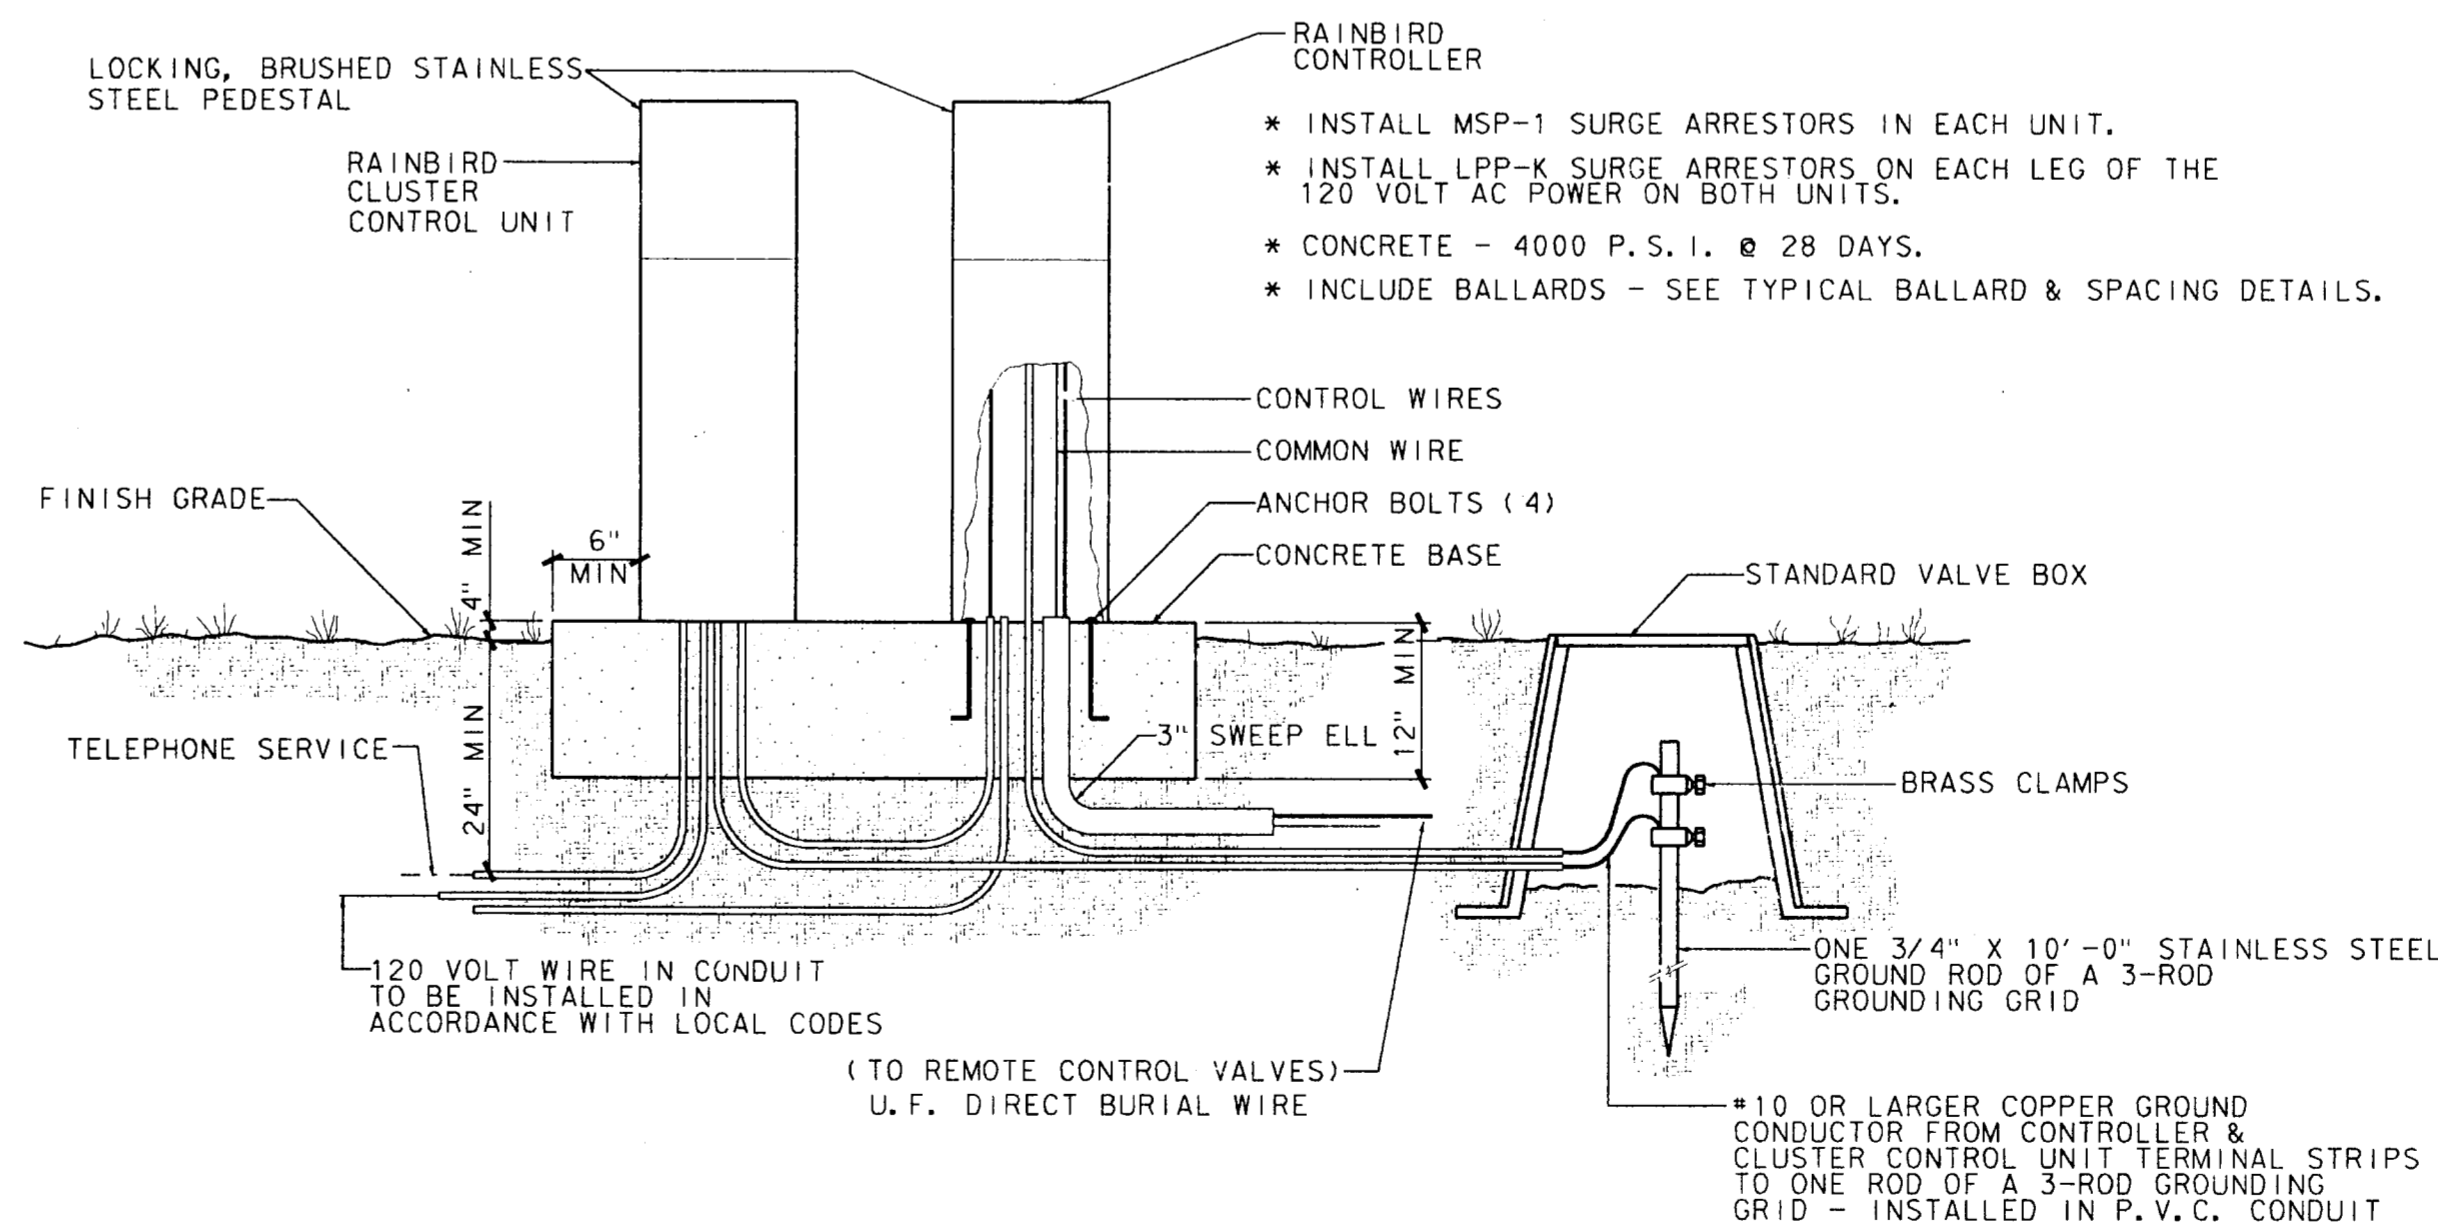 LOCKING, BRUSHED STAINLESS
STEEL PEDESTAL
RAINBIRD
CONTROLLER
RAINBIRD
CLUSTER
CONTROL UNIT
* INSTALL MSP-1 SURGE ARRESTORS IN EACH UNIT.
* INSTALL LPP-K SURGE ARRESTORS ON EACH LEG OF THE
120 VOLT AC POWER ON BOTH UNITS.
* CONCRETE - 4000 P.S.I. @ 28 DAYS.
* INCLUDE BALLARDS - SEE TYPICAL BALLARD & SPACING DETAILS.
CONTROL WIRES
COMMON WIRE
ANCHOR BOLTS (4)
CONCRETE BASE
FINISH GRADE
4" MIN
6"
MIN
STANDARD VALVE BOX
12" MIN
3" SWEEP ELL
TELEPHONE SERVICE
24" MIN
BRASS CLAMPS
120 VOLT WIRE IN CONDUIT
TO BE INSTALLED IN
ACCORDANCE WITH LOCAL CODES
ONE 3/4" X 10'-0" STAINLESS STEEL
GROUND ROD OF A 3-ROD
GROUNDING GRID
(TO REMOTE CONTROL VALVES)
U.F. DIRECT BURIAL WIRE
#10 OR LARGER COPPER GROUND
CONDUCTOR FROM CONTROLLER &
CLUSTER CONTROL UNIT TERMINAL STRIPS
TO ONE ROD OF A 3-ROD GROUNDING
GRID - INSTALLED IN P.V.C. CONDUIT